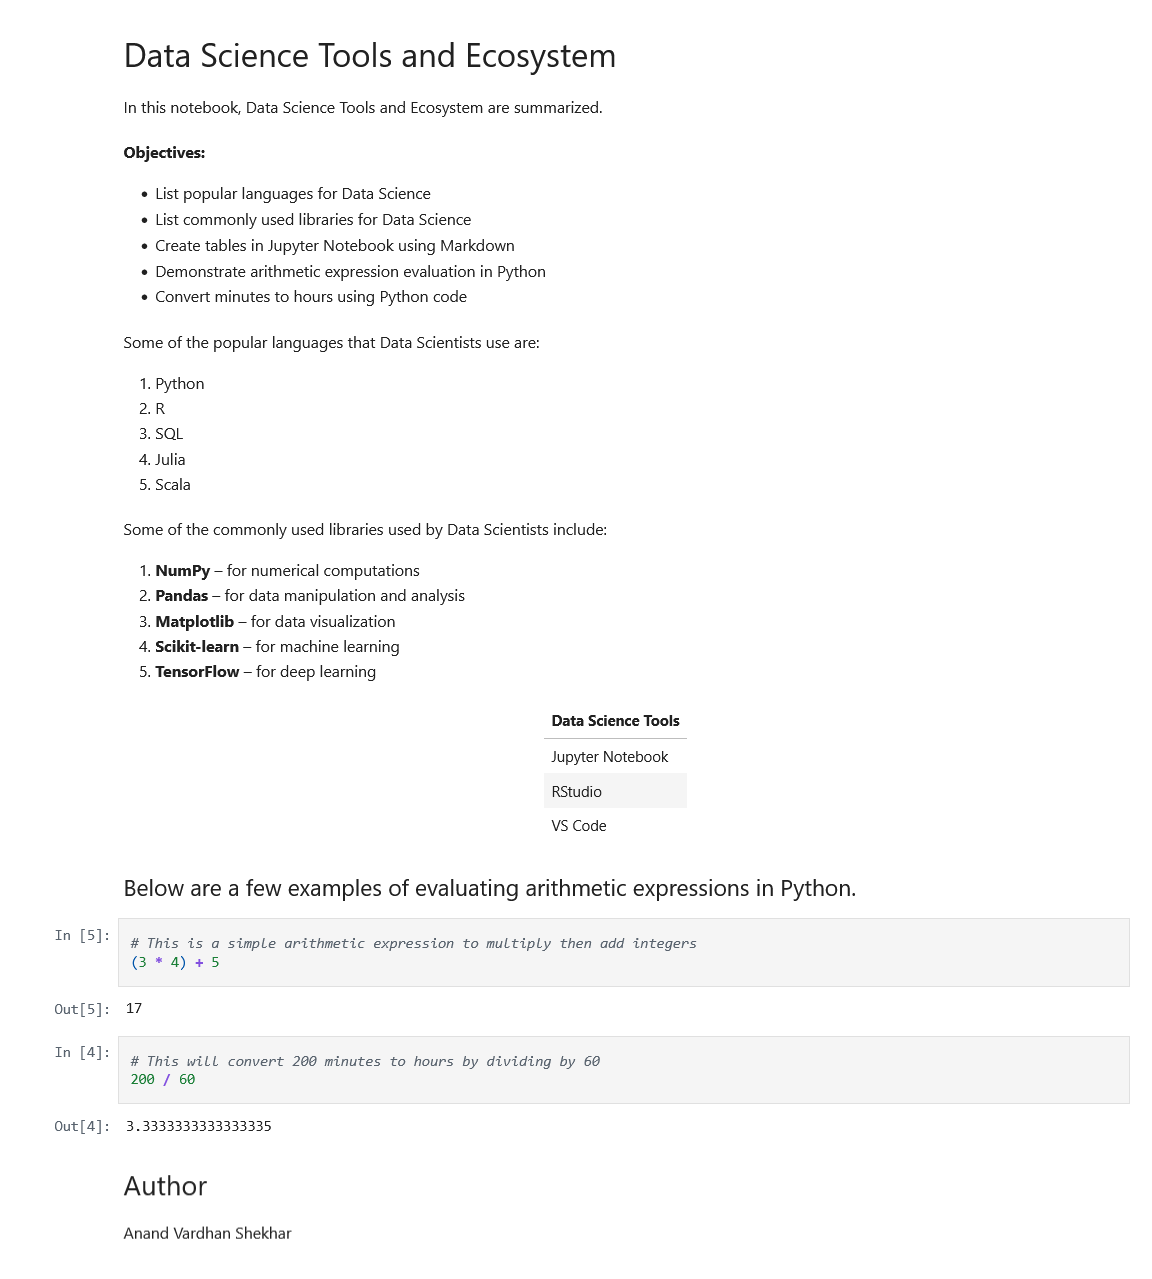 Data Science Tools and Ecosystem
In this notebook, Data Science Tools and Ecosystem are summarized.
Objectives:
• List popular languages for Data Science
• List commonly used libraries for Data Science
• Create tables in Jupyter Notebook using Markdown
• Demonstrate arithmetic expression evaluation in Python
• Convert minutes to hours using Python code
Some of the popular languages that Data Scientists use are:
1. Python
2. R
3. SQL
4. Julia
5. Scala
Some of the commonly used libraries used by Data Scientists include:
1. NumPy – for numerical computations
2. Pandas – for data manipulation and analysis
3. Matplotlib – for data visualization
4. Scikit-learn – for machine learning
5. TensorFlow – for deep learning
Data Science Tools
Jupyter Notebook
RStudio
VS Code
Below are a few examples of evaluating arithmetic expressions in Python.
In [5]:
# This is a simple arithmetic expression to multiply then add integers
(3 * 4) + 5
Out[5]: 17
In [4]:
# This will convert 200 minutes to hours by dividing by 60
200 / 60
Out[4]: 3.3333333333333335
Author
Anand Vardhan Shekhar